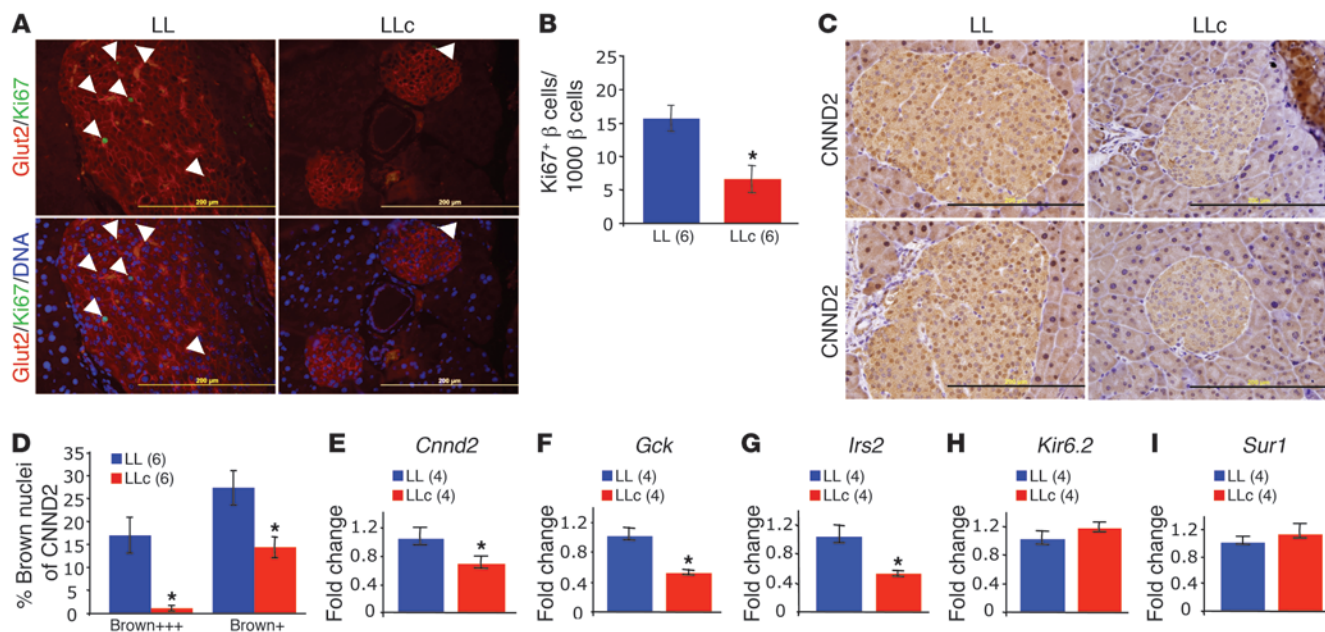 A
LL
LLc
Glut2/Ki67
200 µm
200 µm
Glut2/Ki67/DNA
200 µm
200 µm
B
Ki67+ β cells/
1000 β cells
25
20
15
10
5
0
*
LL (6)
LLc (6)
C
LL
LLc
CNND2
CNND2
D
% Brown nuclei
of CNND2
35
30
25
20
15
10
5
0
LL (6)
LLc (6)
*
*
Brown+++
Brown+
E
Cnnd2
LL (4)
LLc (4)
Fold change
1.2
0.8
0.4
0
*
F
Gck
LL (4)
LLc (4)
Fold change
1.2
0.8
0.4
0
*
G
Irs2
LL (4)
LLc (4)
Fold change
1.2
0.8
0.4
0
*
H
Kir6.2
LL (4)
LLc (4)
Fold change
1.2
0.8
0.4
0
I
Sur1
LL (4)
LLc (4)
Fold change
1.2
0.8
0.4
0